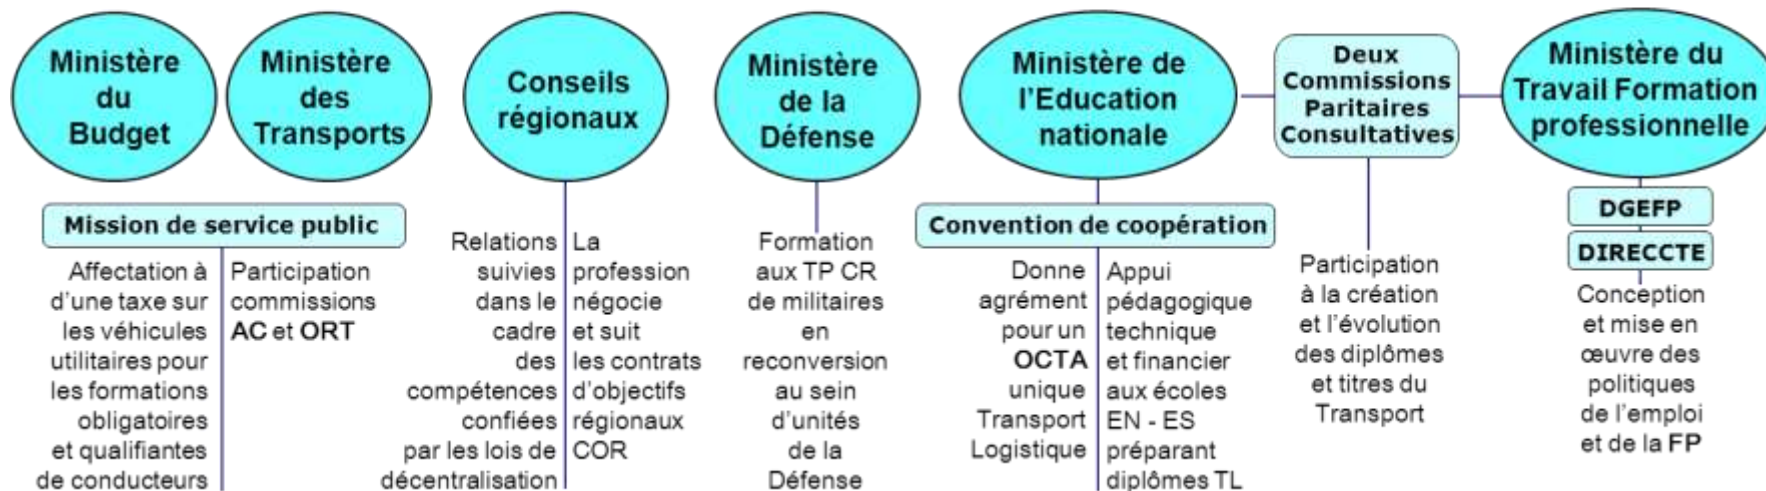 Ministère
du
Budget
Ministère
des
Transports
Mission de service public
Affectation à
d'une taxe sur
les véhicules
utilitaires pour
les formations
obligatoires
et qualifiantes
de conducteurs
Participation
commissions
AC et ORT
Conseils
régionaux
Relations
suivies
dans le
cadre
des
compétences
confiées
par les lois de
décentralisation
La
profession
négocie
et suit
les contrats
d'objectifs
régionaux
COR
Ministère
de la
Défense
Formation
aux TP CR
de militaires
en
reconversion
au sein
d'unités
de la
Défense
Ministère de
l'Education
nationale
Convention de coopération
Donne
agrément
pour un
OCTA
unique
Transport
Logistique
Appui
pédagogique
technique
et financier
aux écoles
EN - ES
préparant
diplômes TL
Deux
Commissions
Paritaires
Consultatives
Participation
à la création
et l'évolution
des diplômes
et titres du
Transport
Ministère du
Travail Formation
professionnelle
DGEFP
DIRECCTE
Conception
et mise en
œuvre des
politiques
de l'emploi
et de la FP